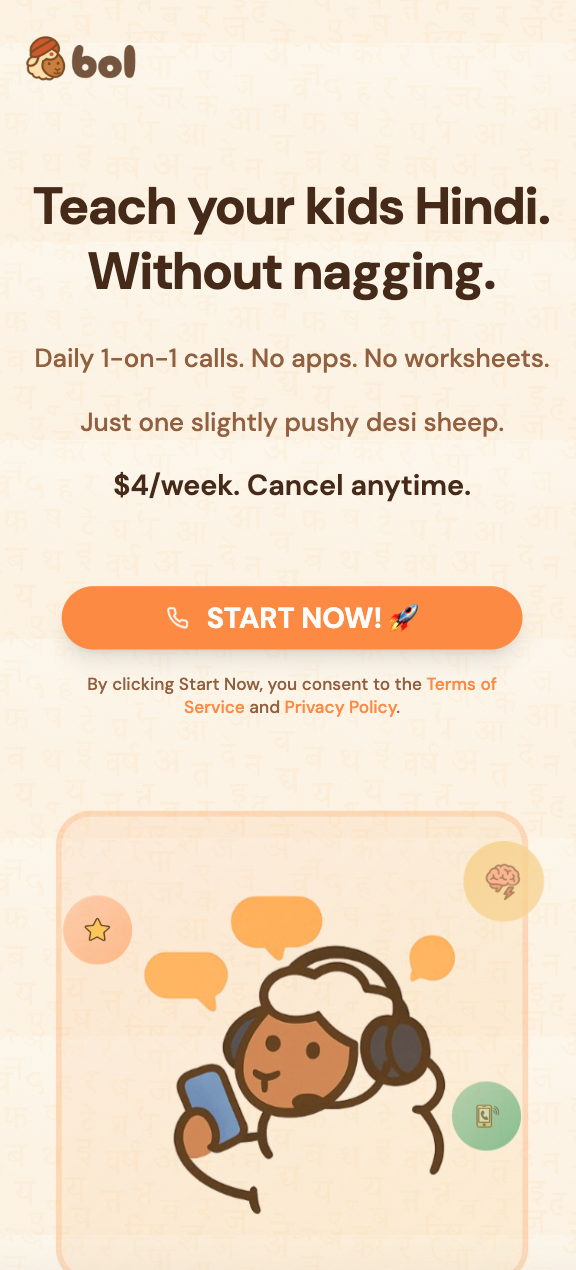 bol
Teach your kids Hindi.
Without nagging.
Daily 1-on-1 calls. No apps. No worksheets.
Just one slightly pushy desi sheep.
$4/week. Cancel anytime.
START NOW! 🚀
By clicking Start Now, you consent to the Terms of
Service and Privacy Policy.